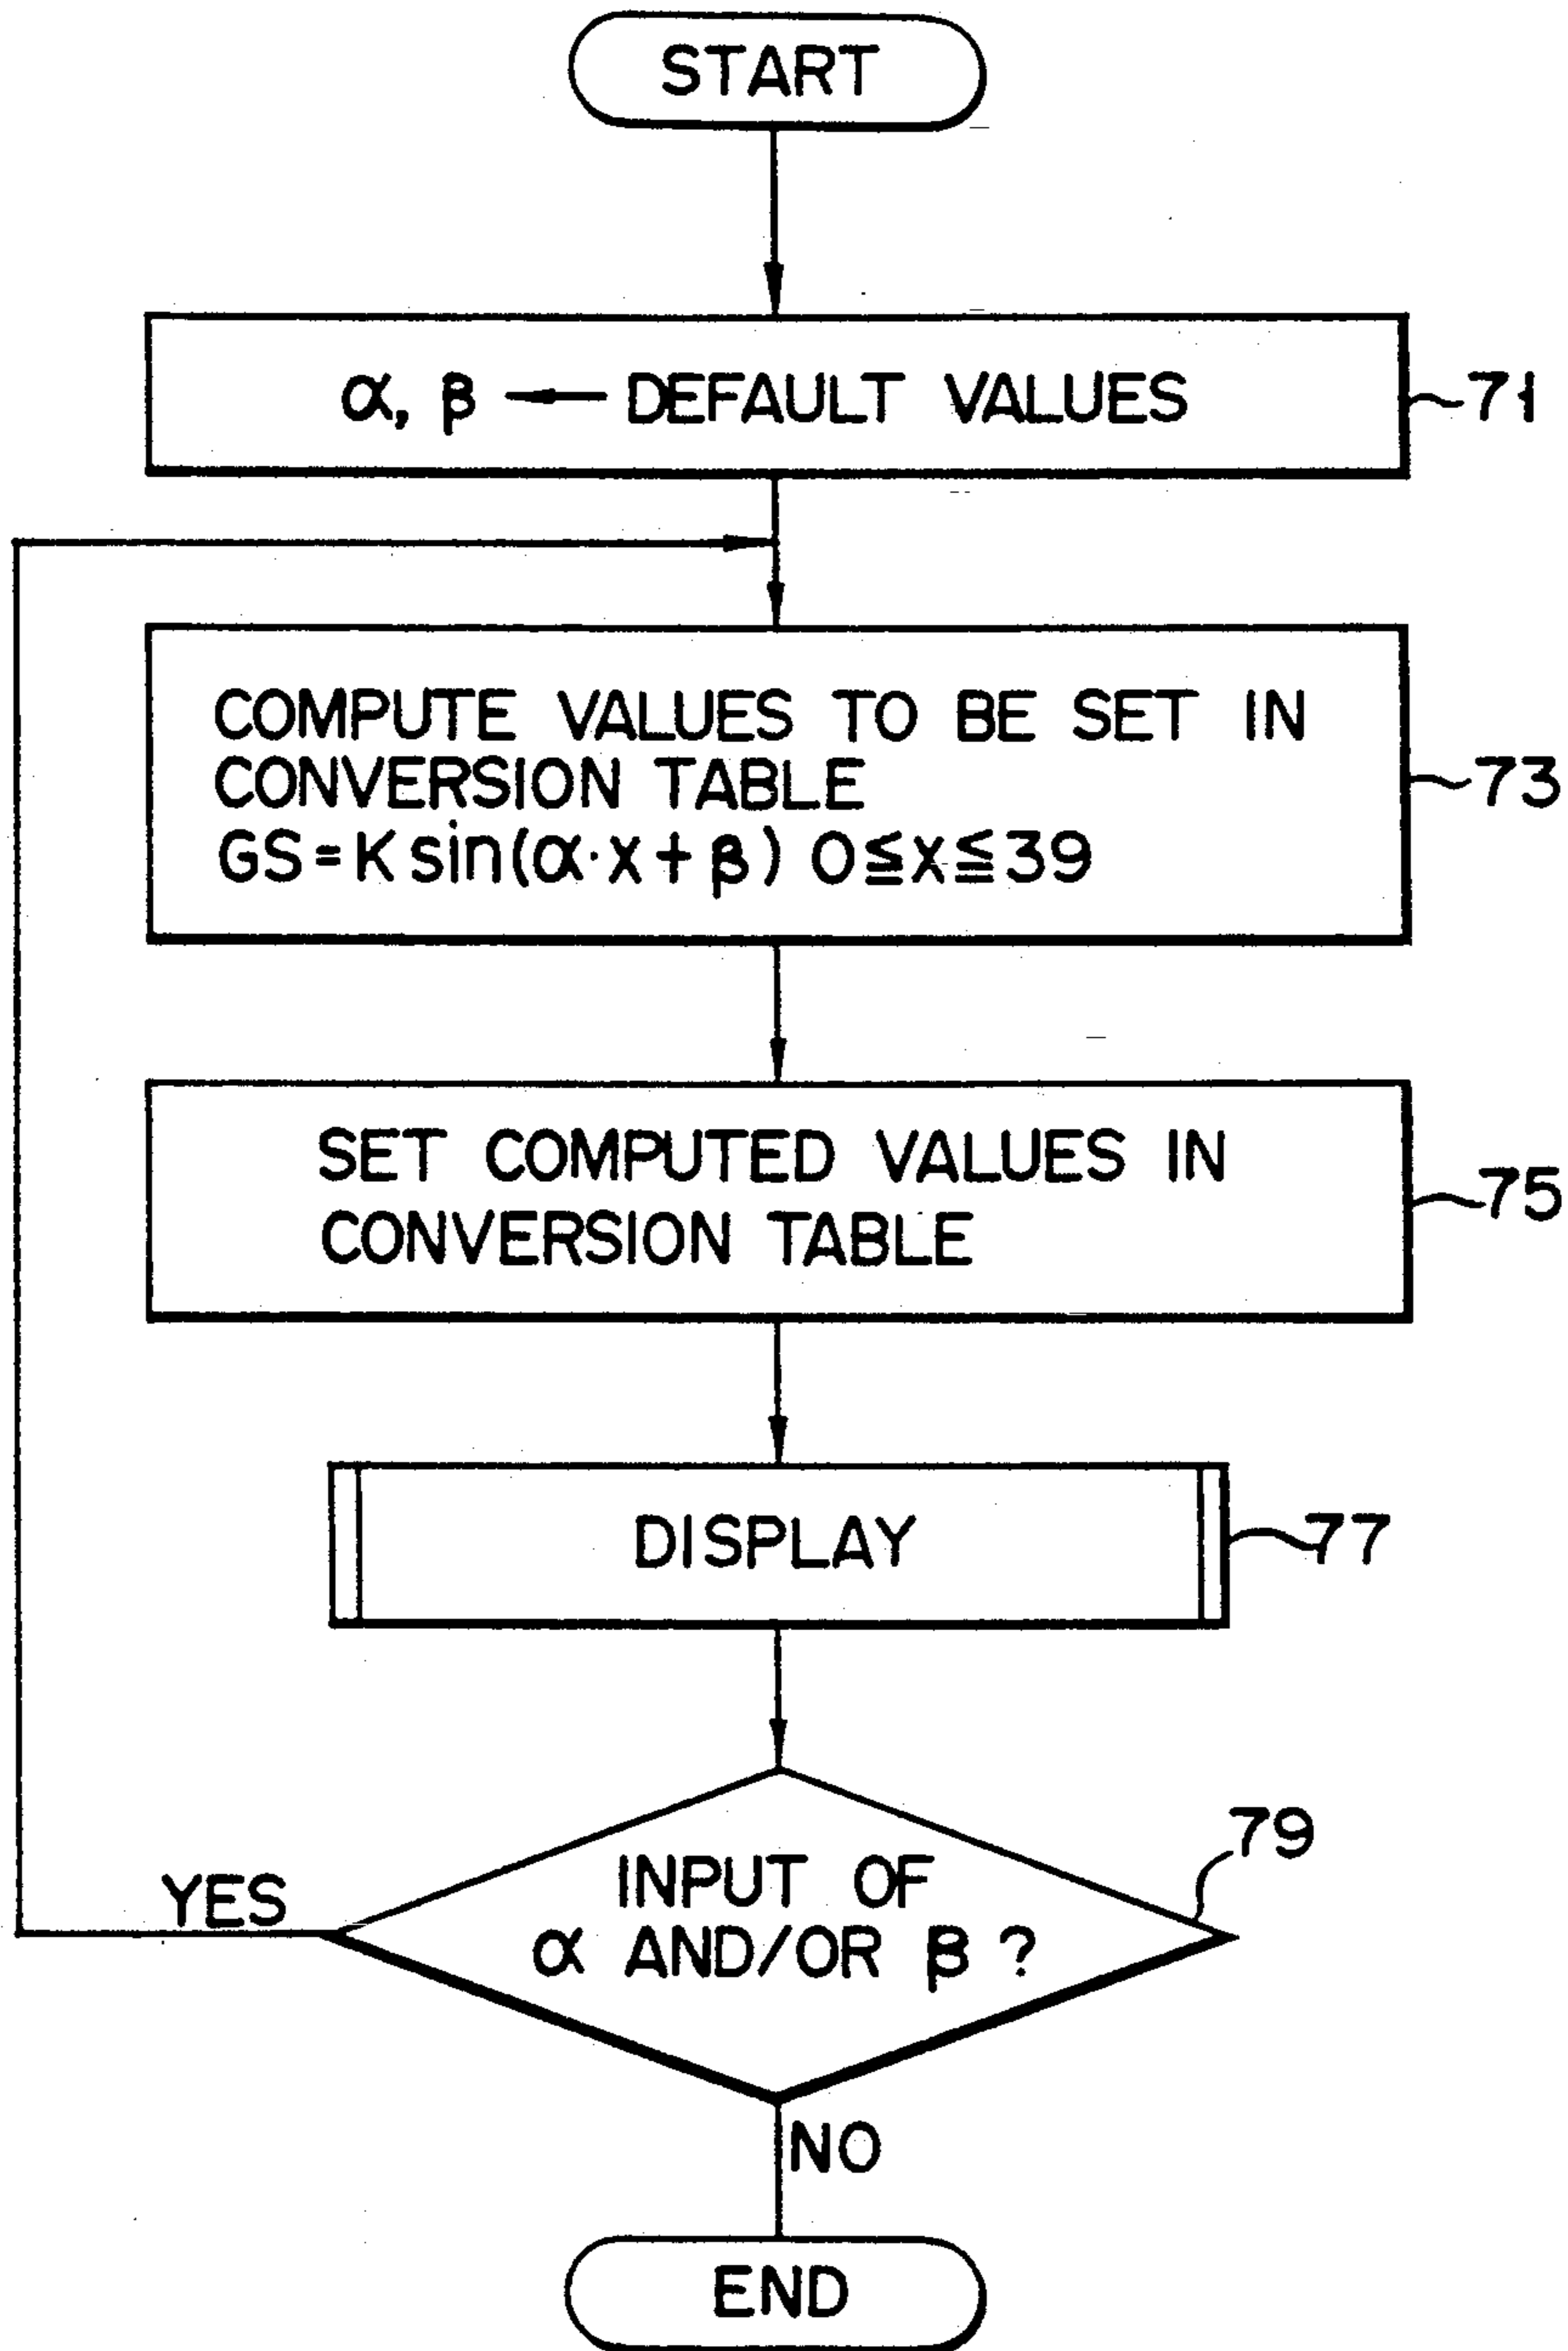 START
α, β ← DEFAULT VALUES
71
COMPUTE VALUES TO BE SET IN
CONVERSION TABLE
GS=K sin(α·x+β) 0≦x≦39
73
SET COMPUTED VALUES IN
CONVERSION TABLE
75
DISPLAY
77
79
INPUT OF
α AND/OR β ?
YES
NO
END